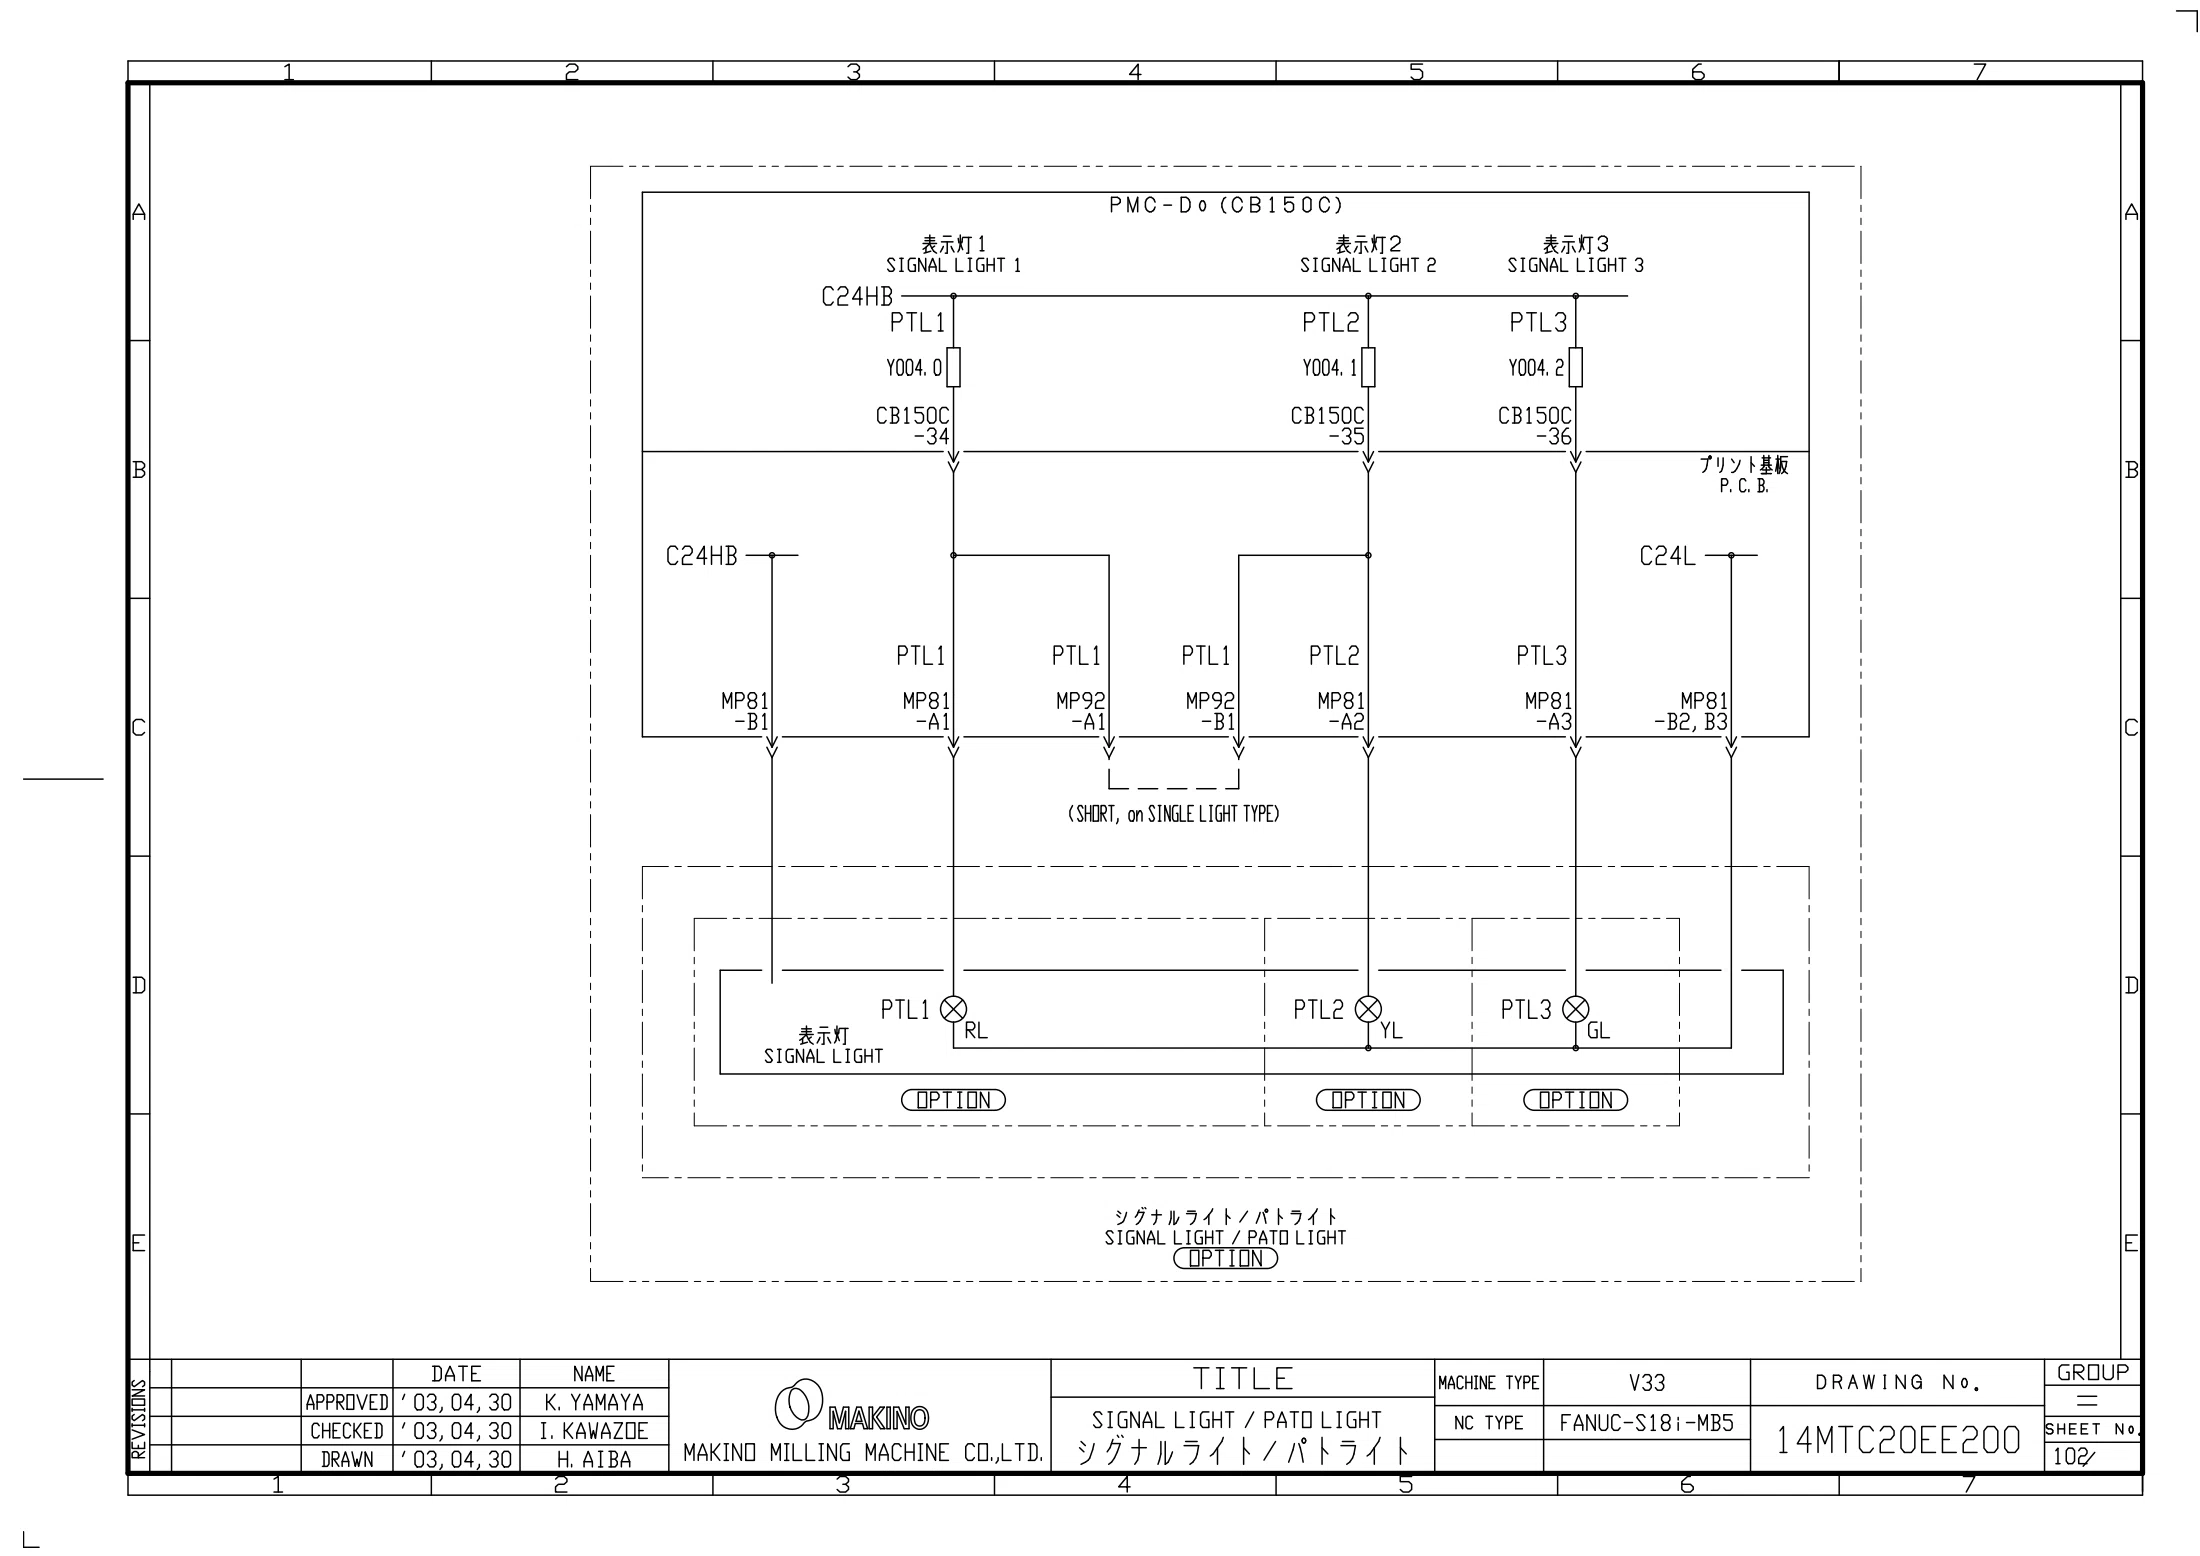 1 2 3 4 5 6 7
A A
PMC-Do (CB150C)
表示灯1 表示灯2 表示灯3
SIGNAL LIGHT 1 SIGNAL LIGHT 2 SIGNAL LIGHT 3
C24HB
PTL1 PTL2 PTL3
Y004.0 Y004.1 Y004.2
CB150C CB150C CB150C
-34 -35 -36
B B
プリント基板
P.C.B.
C24HB C24L
PTL1 PTL1 PTL1 PTL2 PTL3
MP81 MP81 MP92 MP92 MP81 MP81 MP81
-B1 -A1 -A1 -B1 -A2 -A3 -B2,B3
C C
(SHORT, on SINGLE LIGHT TYPE)
D D
PTL1 PTL2 PTL3
RL YL GL
表示灯
SIGNAL LIGHT
OPTION OPTION OPTION
シグナルライト/パトライト
SIGNAL LIGHT / PATO LIGHT
OPTION
E E
REVISIONS
DATE NAME
APPROVED '03,04,30 K. YAMAYA
CHECKED '03,04,30 I. KAWAZOE
DRAWN '03,04,30 H. AIBA
MAKINO
MAKINO MILLING MACHINE CO.,LTD.
TITLE
SIGNAL LIGHT / PATO LIGHT
シグナルライト/パトライト
MACHINE TYPE V33
NC TYPE FANUC-S18i-MB5
DRAWING No.
14MTC20EE200
GROUP
=
SHEET No.
102/
1 2 3 4 5 6 7